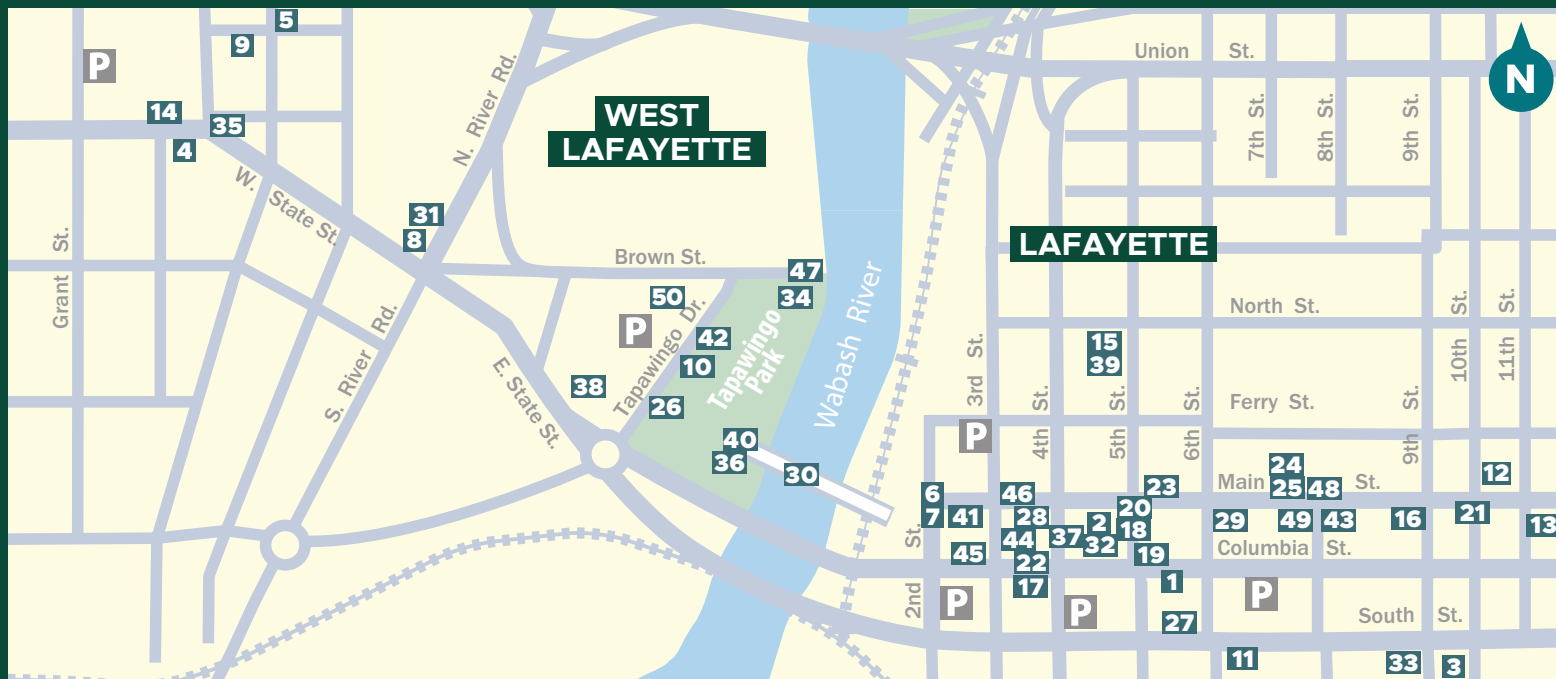 5
9
P
14
35
4
WEST
LAFAYETTE
N. River Rd.
W. State St.
31
8
Grant St.
S. River Rd.
Brown St.
47
50
34
P
42
10
38
26
Tapawingo Dr.
Tapawingo
Park
E. State St.
40
36
30
Wabash River
N
Union St.
7th St.
8th St.
9th St.
LAFAYETTE
North St.
15
39
3rd St.
4th St.
5th St.
6th St.
9th St.
10th St.
11th St.
Ferry St.
P
24
Main 25 48 St.
12
6
7
41
46
28
23
20
2
18
37
32
44
22
17
45
19
29
49
43
16
21
13
Columbia St.
2nd St.
1
P
P
P
27
South St.
11
33
3